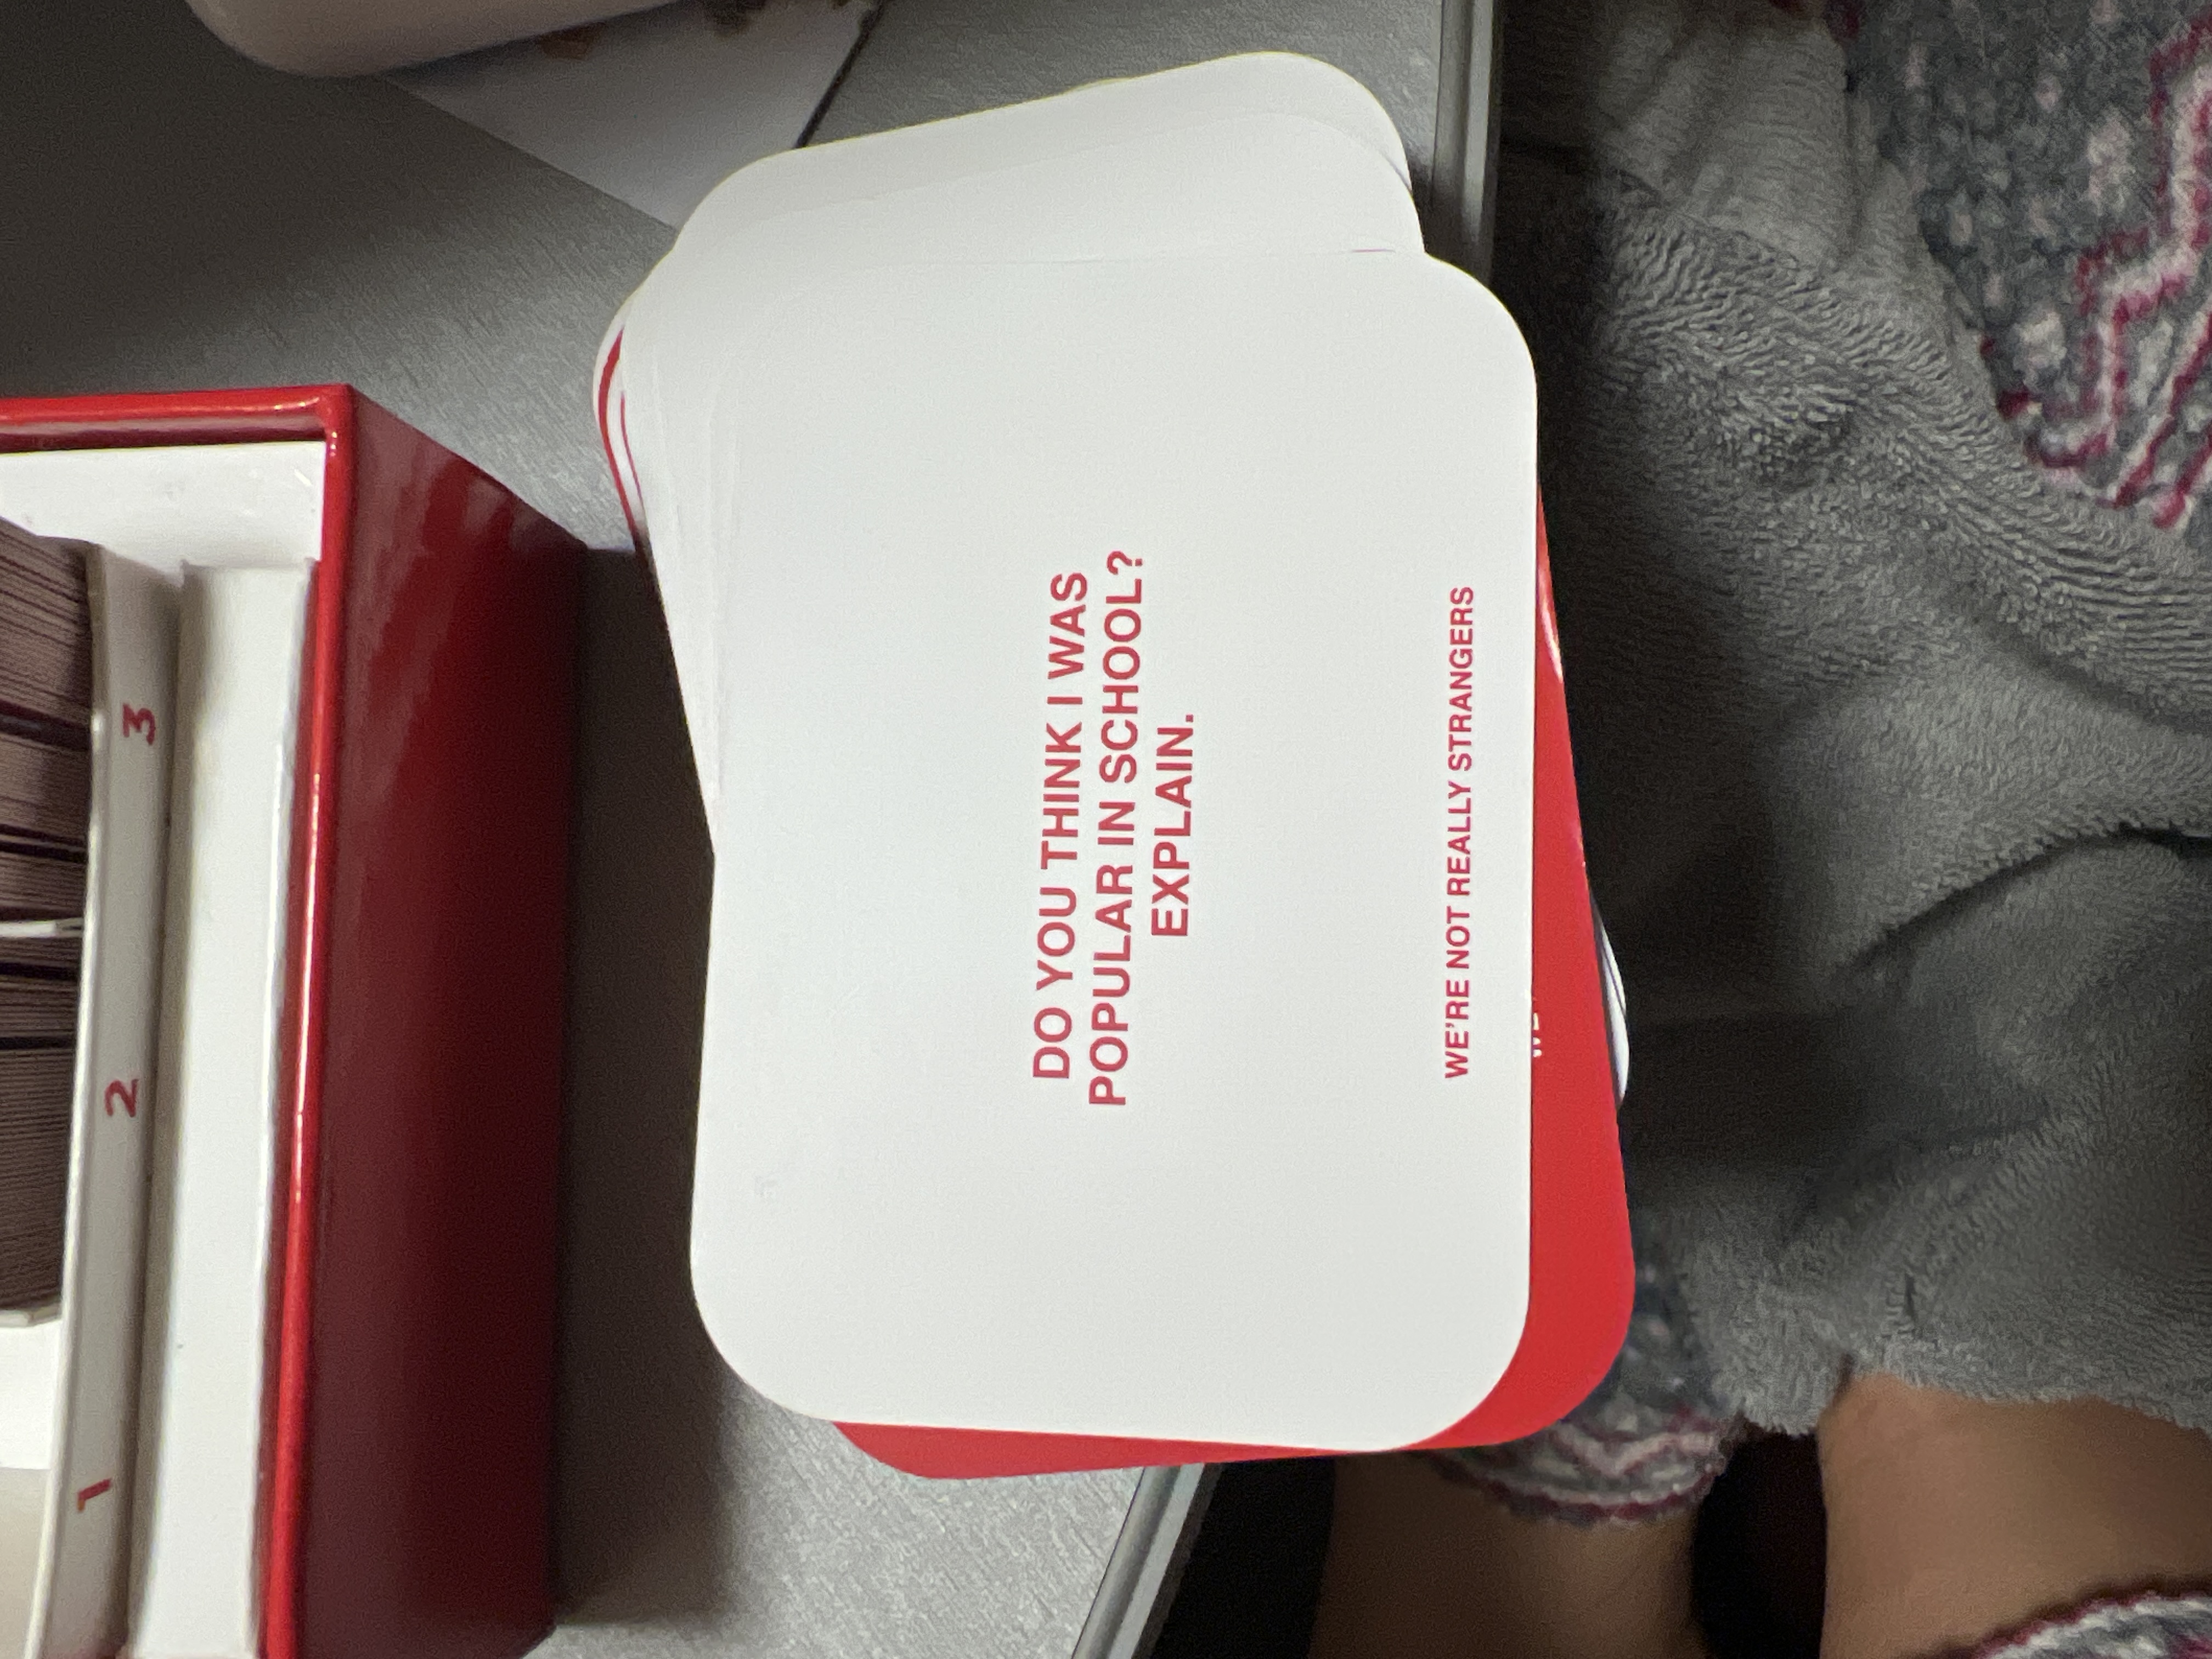 DO YOU THINK I WAS
POPULAR IN SCHOOL?
EXPLAIN.
WE'RE NOT REALLY STRANGERS
1
2
3